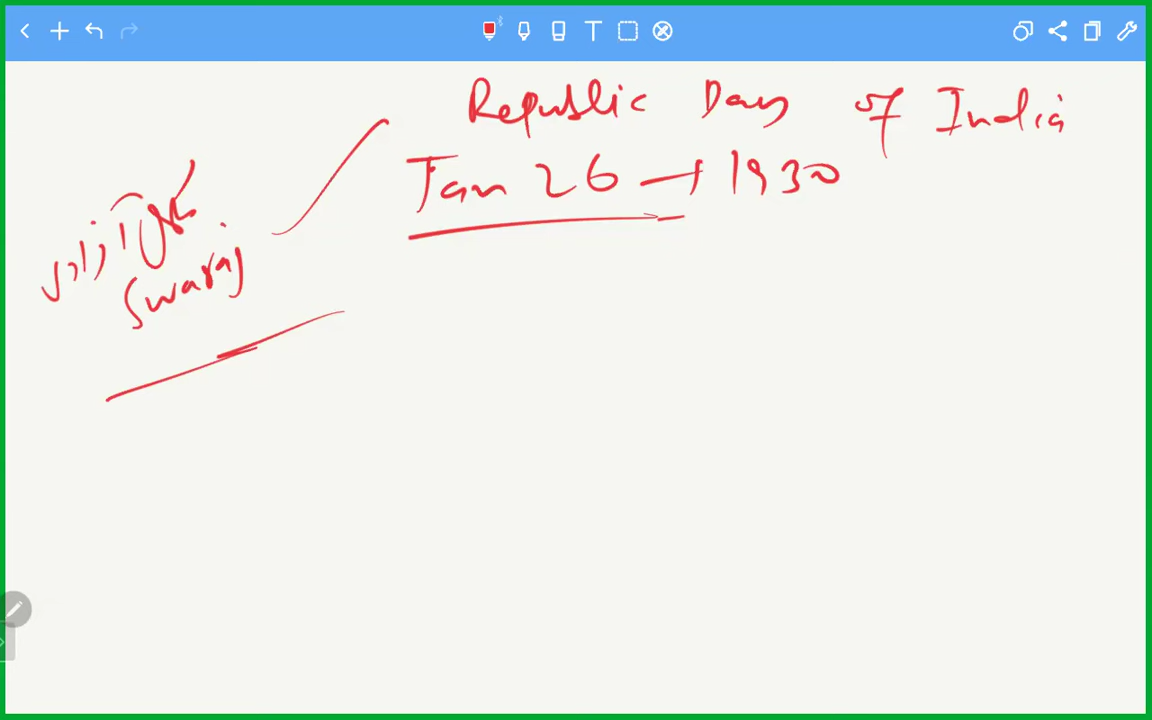 Republic Day of India
Jan 26 → 1930
Swaraj